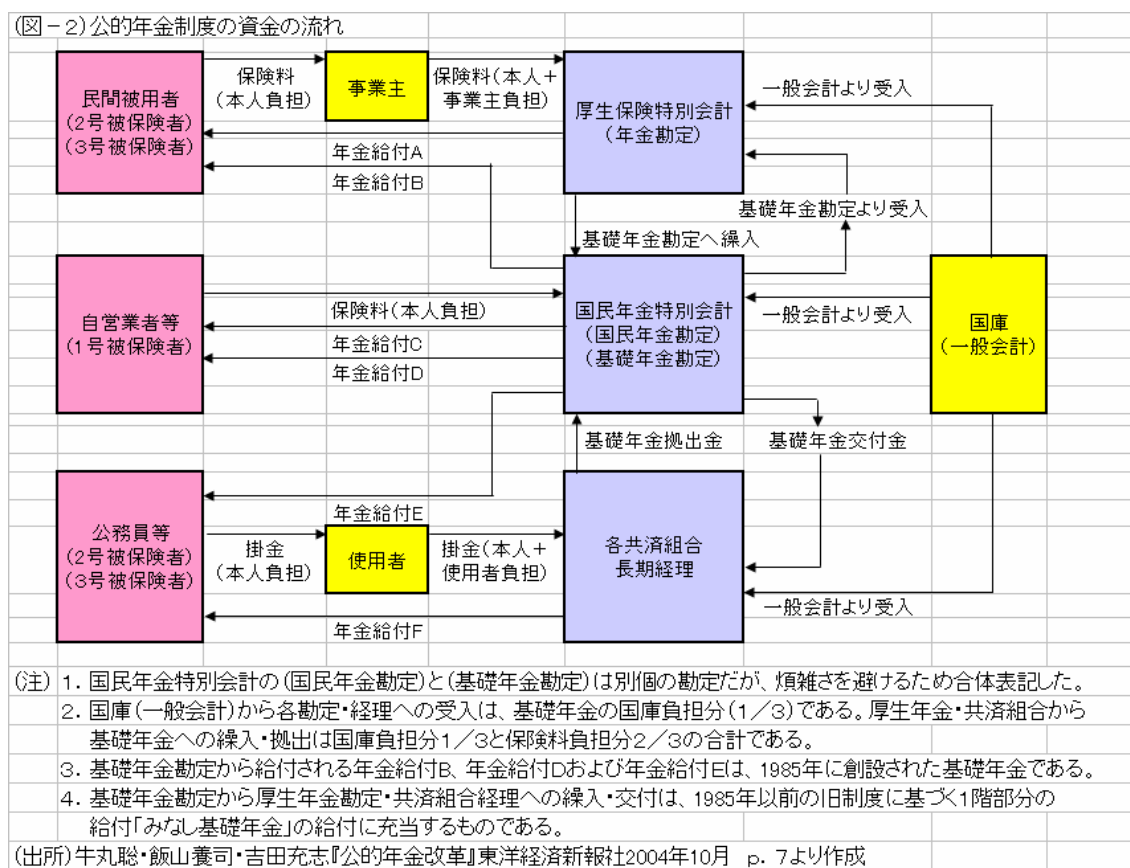 (図－2)公的年金制度の資金の流れ
民間被用者
(2号被保険者)
(3号被保険者)
保険料
(本人負担)
事業主
保険料(本人＋
事業主負担)
厚生保険特別会計
(年金勘定)
一般会計より受入
年金給付A
年金給付B
基礎年金勘定より受入
基礎年金勘定へ繰入
自営業者等
(1号被保険者)
保険料(本人負担)
年金給付C
年金給付D
国民年金特別会計
(国民年金勘定)
(基礎年金勘定)
一般会計より受入
国庫
(一般会計)
基礎年金拠出金
基礎年金交付金
公務員等
(2号被保険者)
(3号被保険者)
年金給付E
掛金
(本人負担)
使用者
掛金(本人＋
使用者負担)
各共済組合
長期経理
一般会計より受入
年金給付F
(注) 1．国民年金特別会計の(国民年金勘定)と(基礎年金勘定)は別個の勘定だが、煩雑さを避けるため合体表記した。
2．国庫(一般会計)から各勘定・経理への受入は、基礎年金の国庫負担分(1／3)である。厚生年金・共済組合から
基礎年金への繰入・拠出は国庫負担分1／3と保険料負担分2／3の合計である。
3．基礎年金勘定から給付される年金給付B、年金給付Dおよび年金給付Eは、1985年に創設された基礎年金である。
4．基礎年金勘定から厚生年金勘定・共済組合経理への繰入・交付は、1985年以前の旧制度に基づく1階部分の
給付「みなし基礎年金」の給付に充当するものである。
(出所)牛丸聡・飯山養司・吉田充志『公的年金改革』東洋経済新報社2004年10月　p．7より作成